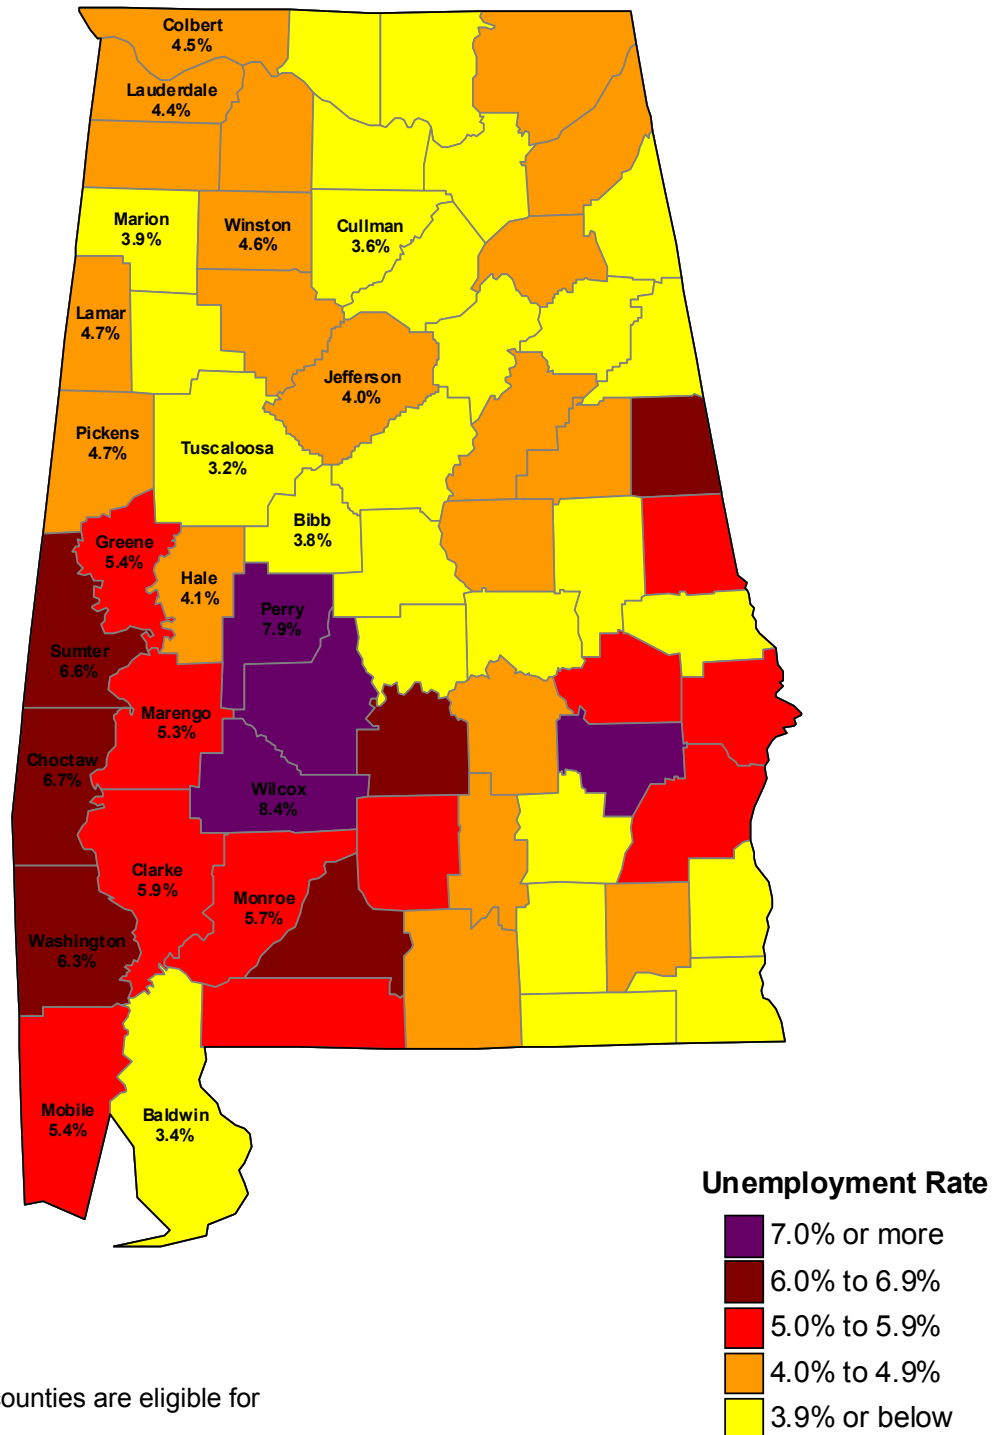 Colbert
4.5%
Lauderdale
4.4%
Marion
3.9%
Winston
4.6%
Cullman
3.6%
Lamar
4.7%
Jefferson
4.0%
Pickens
4.7%
Tuscaloosa
3.2%
Bibb
3.8%
Greene
5.4%
Hale
4.1%
Perry
7.9%
Sumter
6.6%
Marengo
5.3%
Choctaw
6.7%
Wilcox
8.4%
Clarke
5.9%
Monroe
5.7%
Washington
6.3%
Mobile
5.4%
Baldwin
3.4%
Unemployment Rate
7.0% or more
6.0% to 6.9%
5.0% to 5.9%
4.0% to 4.9%
3.9% or below
counties are eligible for